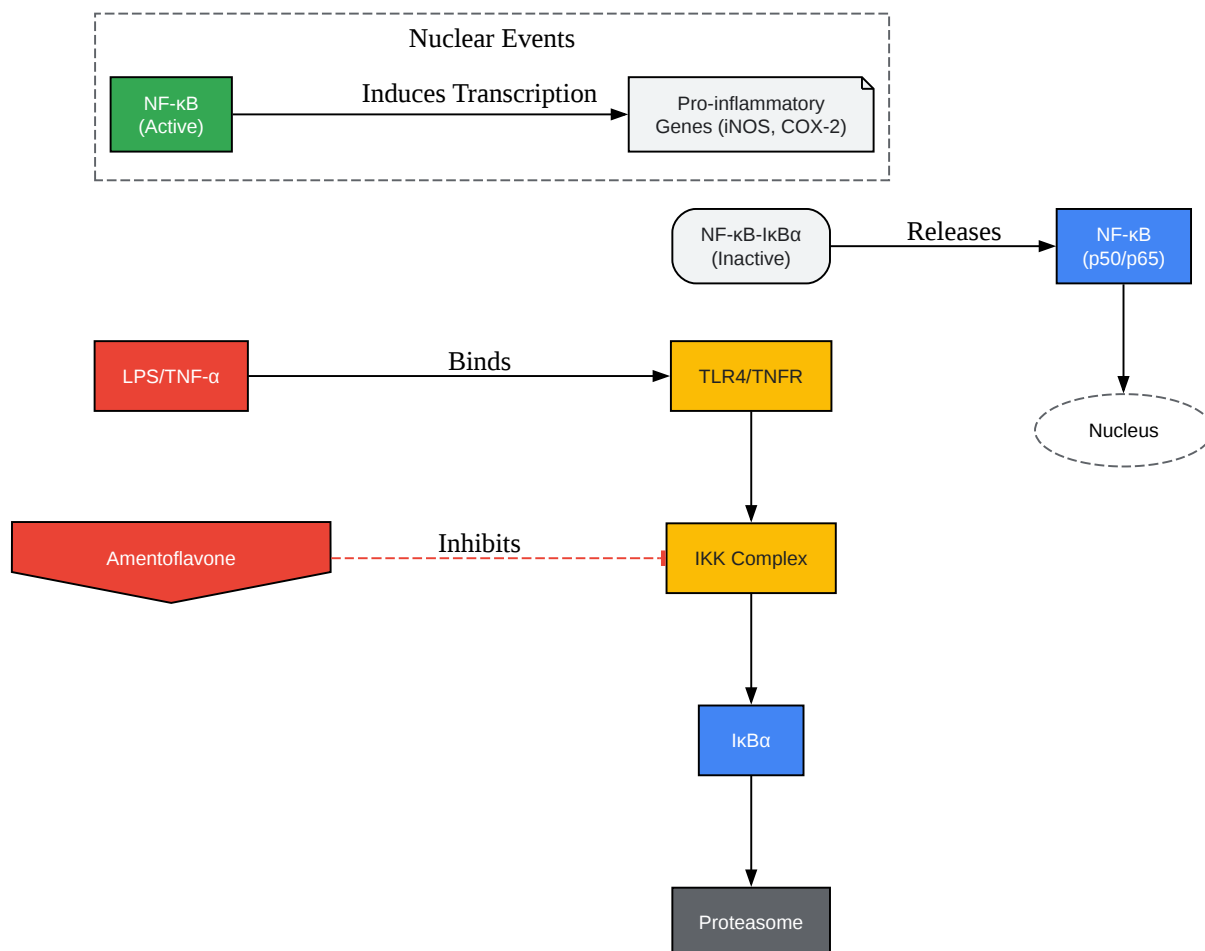 Nuclear Events
NF-κB
(Active)
Induces Transcription
Pro-inflammatory
Genes (iNOS, COX-2)
NF-κB-IκBα
(Inactive)
Releases
NF-κB
(p50/p65)
LPS/TNF-α
Binds
TLR4/TNFR
Nucleus
Amentoflavone
Inhibits
IKK Complex
IκBα
Proteasome